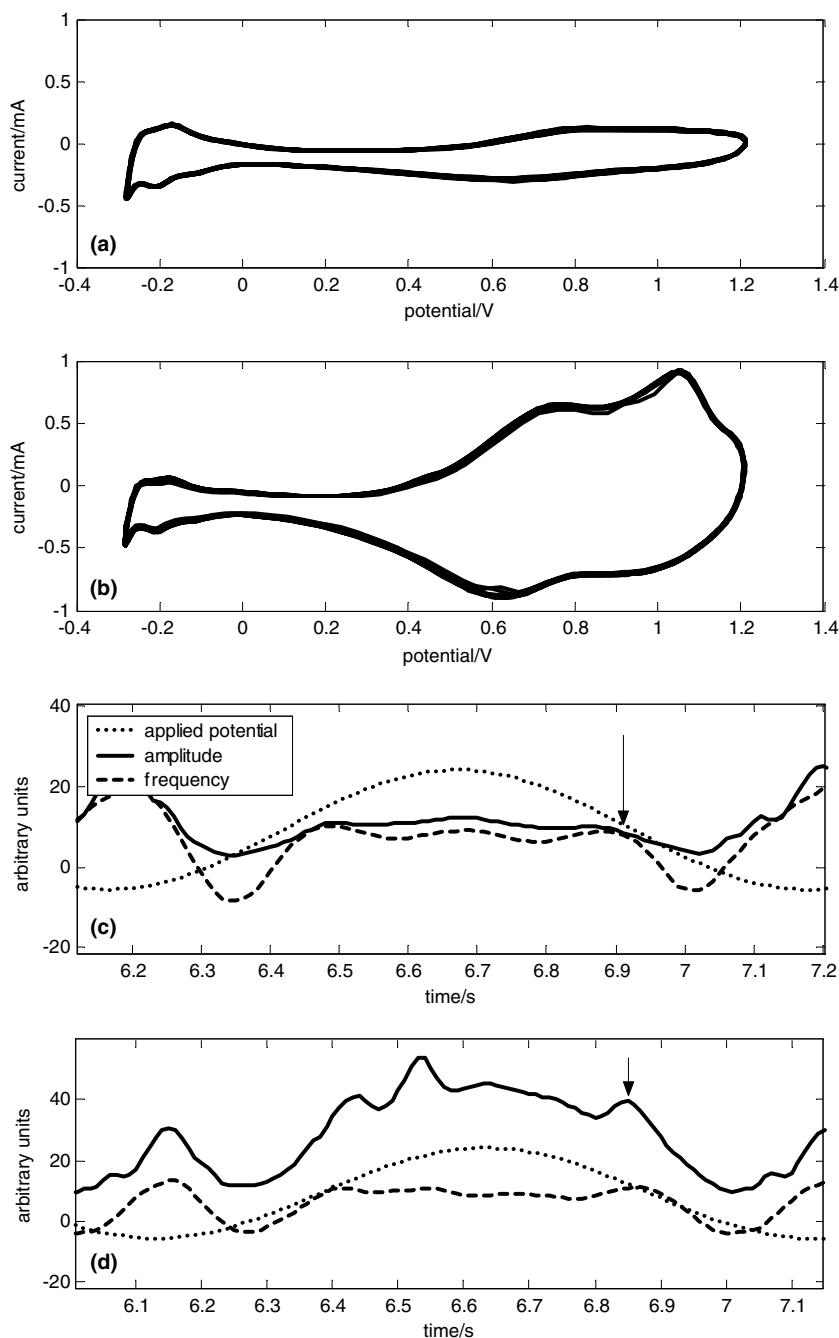 1
0.5
0
-0.5
-1
current/mA
(a)
-0.4 -0.2 0 0.2 0.4 0.6 0.8 1 1.2 1.4
potential/V
1
0.5
0
-0.5
-1
current/mA
(b)
-0.4 -0.2 0 0.2 0.4 0.6 0.8 1 1.2 1.4
potential/V
40
20
0
-20
arbitrary units
applied potential
amplitude
frequency
(c)
6.2 6.3 6.4 6.5 6.6 6.7 6.8 6.9 7 7.1 7.2
time/s
40
20
0
-20
arbitrary units
(d)
6.1 6.2 6.3 6.4 6.5 6.6 6.7 6.8 6.9 7 7.1
time/s